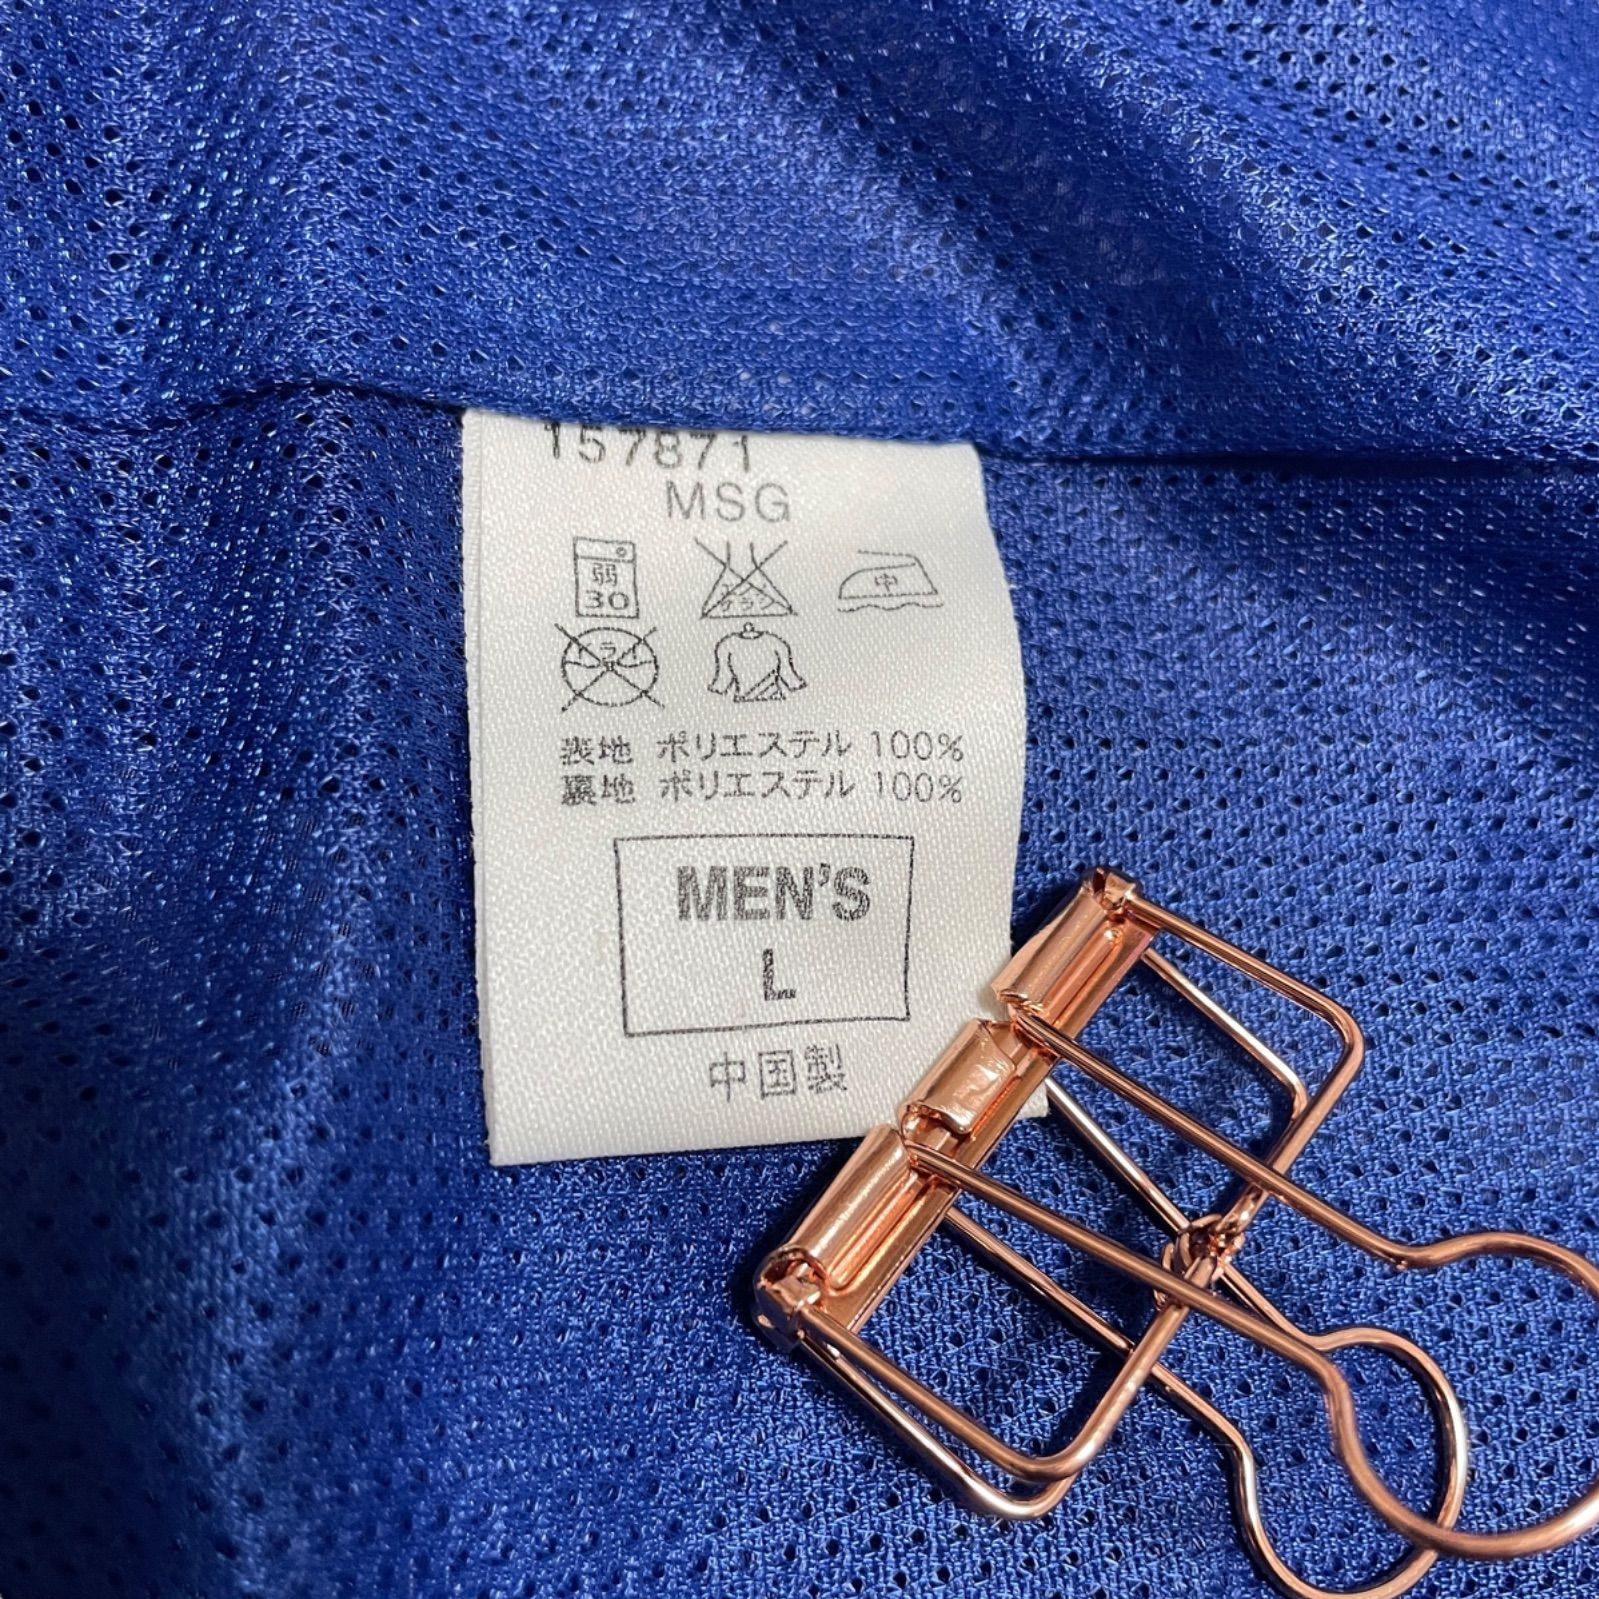 157871
MSG
弱
30
中
表地 ポリエステル 100%
裏地 ポリエステル 100%
MEN'S
L
中国製